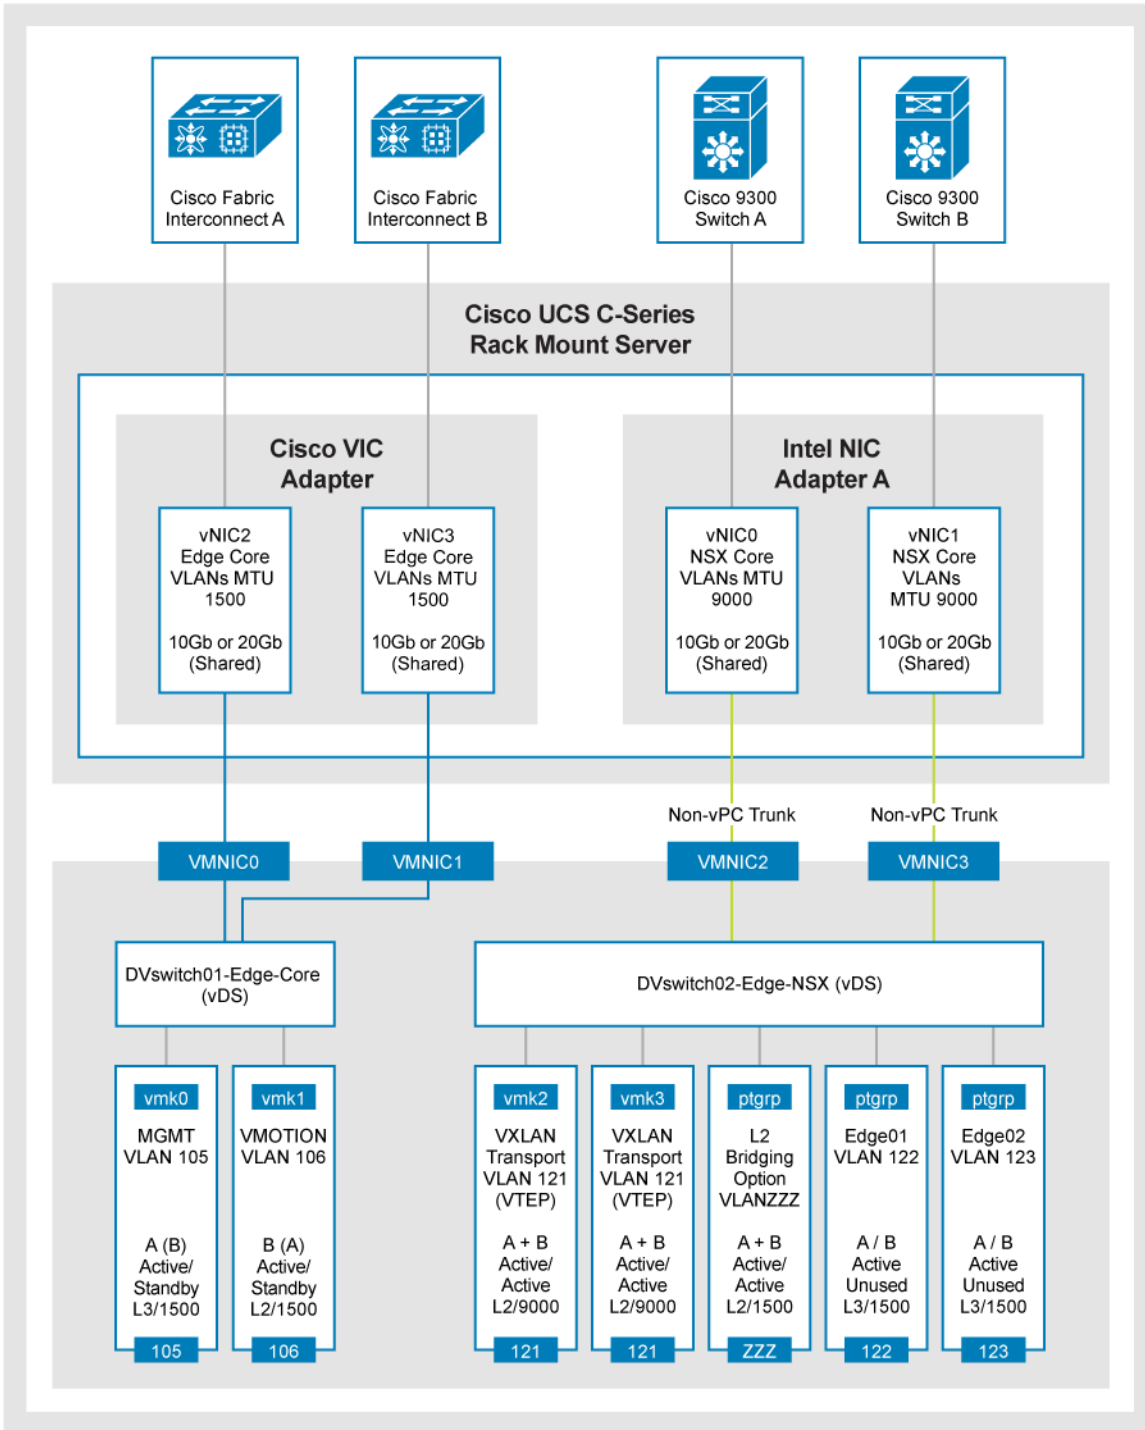 Cisco Fabric
Interconnect A
Cisco Fabric
Interconnect B
Cisco 9300
Switch A
Cisco 9300
Switch B
Cisco UCS C-Series
Rack Mount Server
Cisco VIC
Adapter
Intel NIC
Adapter A
vNIC2
Edge Core
VLANs MTU
1500
10Gb or 20Gb
(Shared)
vNIC3
Edge Core
VLANs MTU
1500
10Gb or 20Gb
(Shared)
vNIC0
NSX Core
VLANs MTU
9000
10Gb or 20Gb
(Shared)
vNIC1
NSX Core
VLANs
MTU 9000
10Gb or 20Gb
(Shared)
Non-vPC Trunk
Non-vPC Trunk
VMNIC0
VMNIC1
VMNIC2
VMNIC3
DVswitch01-Edge-Core
(vDS)
DVswitch02-Edge-NSX (vDS)
vmk0
MGMT
VLAN 105
A (B)
Active/
Standby
L3/1500
105
vmk1
VMOTION
VLAN 106
B (A)
Active/
Standby
L2/1500
106
vmk2
VXLAN
Transport
VLAN 121
(VTEP)
A + B
Active/
Active
L2/9000
121
vmk3
VXLAN
Transport
VLAN 121
(VTEP)
A + B
Active/
Active
L2/9000
121
ptgrp
L2
Bridging
Option
VLANZZZ
A + B
Active/
Active
L2/1500
ZZZ
ptgrp
Edge01
VLAN 122
A / B
Active
Unused
L3/1500
122
ptgrp
Edge02
VLAN 123
A / B
Active
Unused
L3/1500
123